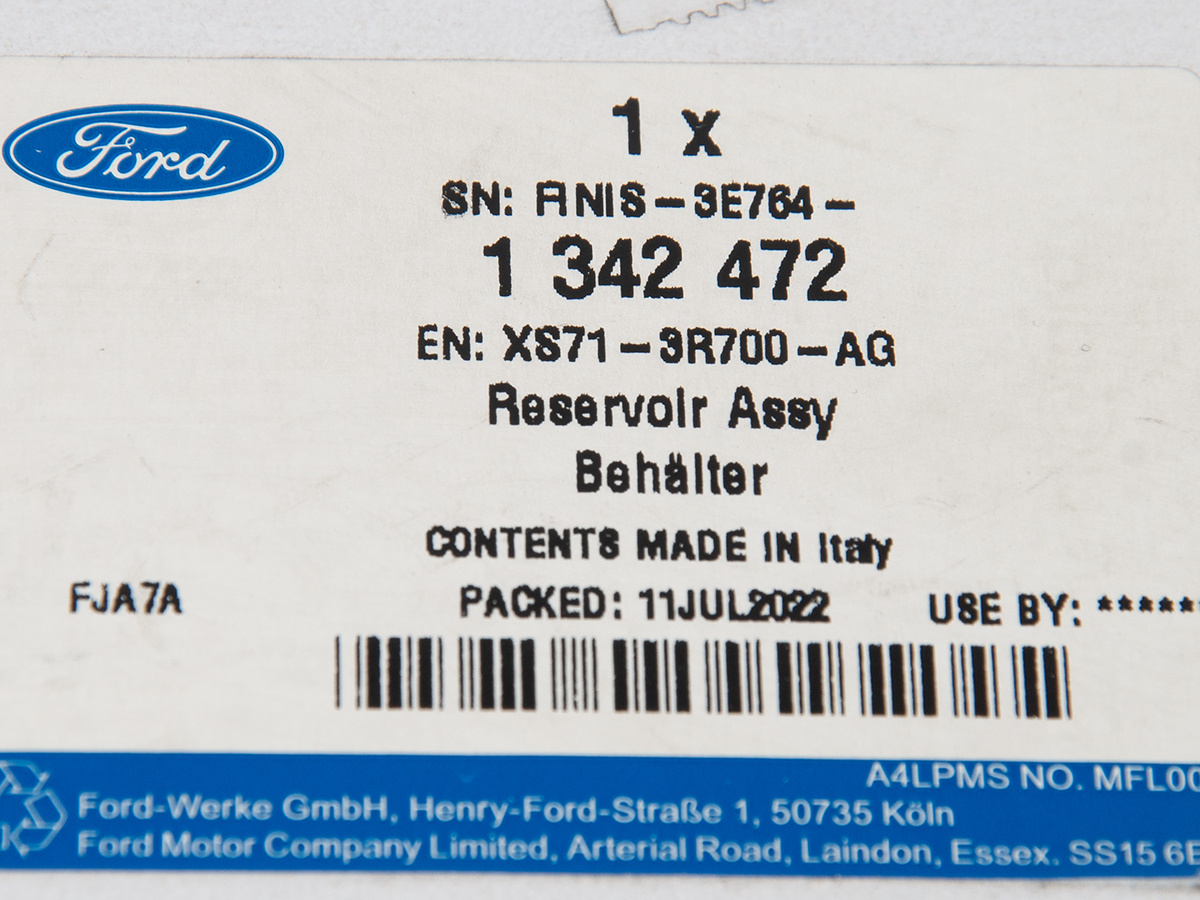 Ford
1 x
SN: FINIS-3E764-
1 342 472
EN: XS71-3R700-AG
Reservoir Assy
Behälter
CONTENTS MADE IN Italy
FJA7A PACKED: 11JUL2022 USE BY: ******
A4LPMS NO. MFL00
Ford-Werke GmbH, Henry-Ford-Straße 1, 50735 Köln
Ford Motor Company Limited, Arterial Road, Laindon, Essex. SS15 6E